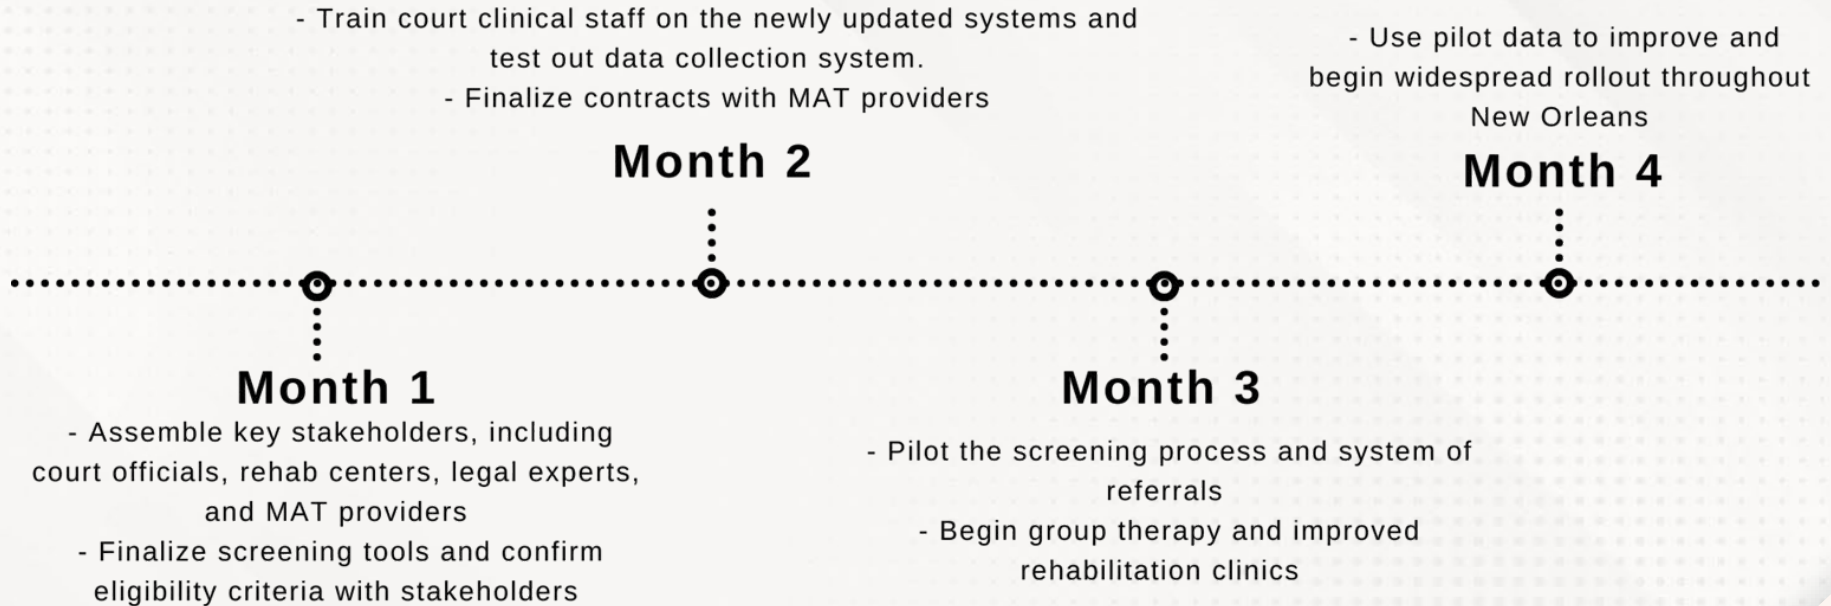 - Train court clinical staff on the newly updated systems and
test out data collection system.
- Finalize contracts with MAT providers
Month 2
- Use pilot data to improve and
begin widespread rollout throughout
New Orleans
Month 4
Month 1
- Assemble key stakeholders, including
court officials, rehab centers, legal experts,
and MAT providers
- Finalize screening tools and confirm
eligibility criteria with stakeholders
Month 3
- Pilot the screening process and system of
referrals
- Begin group therapy and improved
rehabilitation clinics